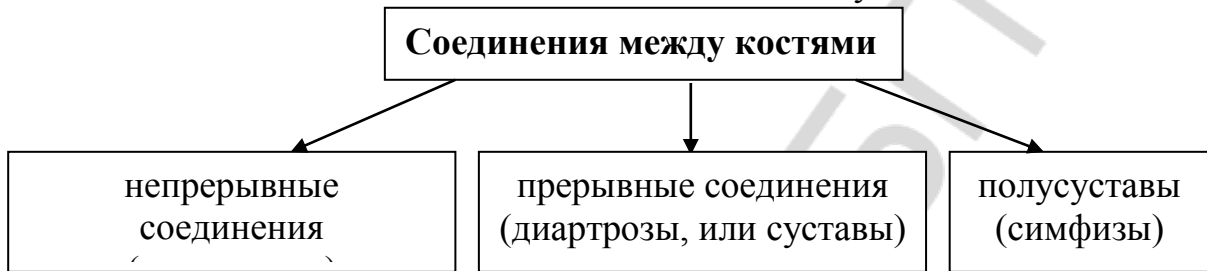 Соединения между костями
непрерывные
соединения
прерывные соединения
(диартрозы, или суставы)
полусуставы
(симфизы)